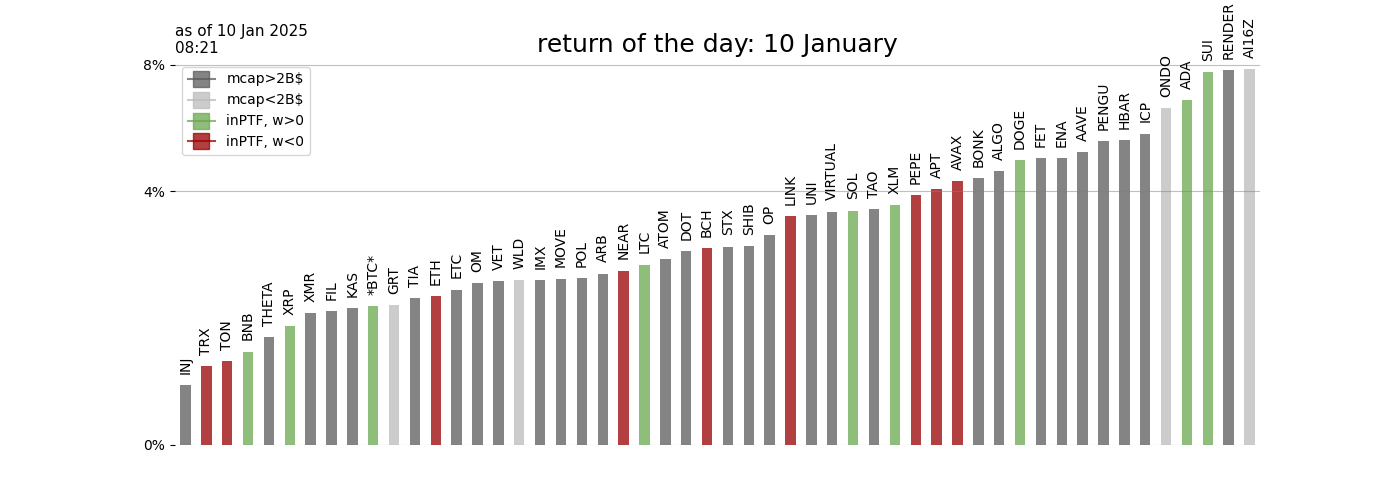 as of 10 Jan 2025
08:21
return of the day: 10 January
8%
4%
0%
mcap>2B$
mcap<2B$
inPTF, w>0
inPTF, w<0
INJ
TRX
TON
BNB
THETA
XRP
XMR
FIL
KAS
*BTC*
GRT
TIA
ETH
ETC
OM
VET
WLD
IMX
MOVE
POL
ARB
NEAR
LTC
ATOM
DOT
BCH
STX
SHIB
OP
LINK
UNI
VIRTUAL
SOL
TAO
XLM
PEPE
APT
AVAX
BONK
ALGO
DOGE
FET
ENA
AAVE
PENGU
HBAR
ICP
ONDO
ADA
SUI
RENDER
AI16Z